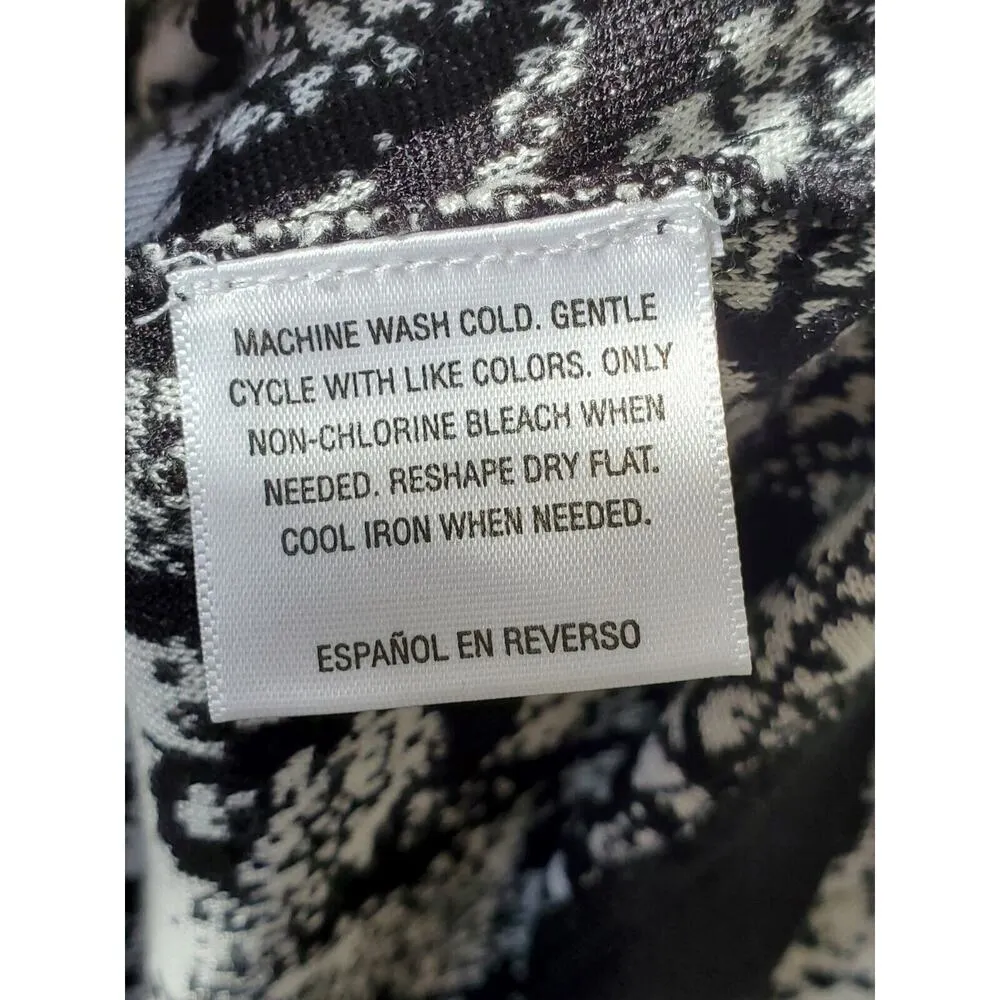 MACHINE WASH COLD. GENTLE
CYCLE WITH LIKE COLORS. ONLY
NON-CHLORINE BLEACH WHEN
NEEDED. RESHAPE DRY FLAT.
COOL IRON WHEN NEEDED.
ESPAÑOL EN REVERSO